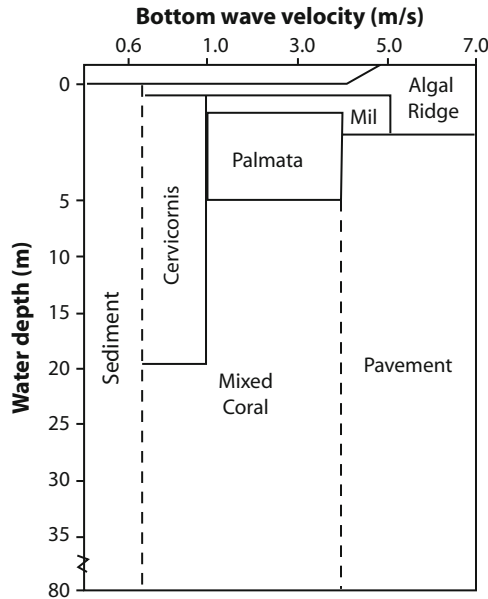 Bottom wave velocity (m/s)
0.6 1.0 3.0 5.0 7.0
Water depth (m)
0
5
10
15
20
25
30
35
80
Algal
Ridge
Mil
Palmata
Cervicornis
Sediment
Mixed
Coral
Pavement